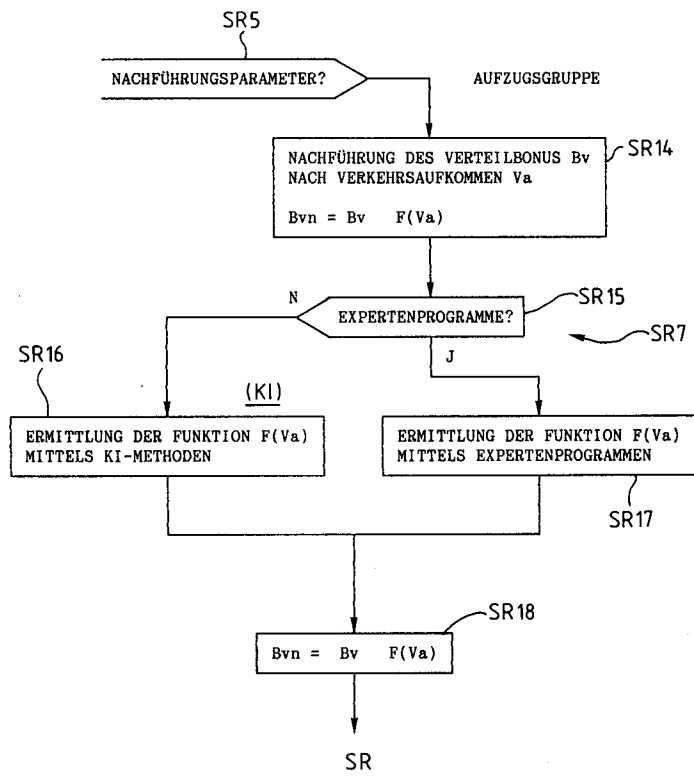 SR5
NACHFÜHRUNGSPARAMETER?
AUFZUGSGRUPPE
NACHFÜHRUNG DES VERTEILBONUS Bv
NACH VERKEHRSAUFKOMMEN Va
Bvn = Bv F(Va)
SR14
N
EXPERTENPROGRAMME?
SR15
SR7
J
SR16
(KI)
ERMITTLUNG DER FUNKTION F(Va)
MITTELS KI-METHODEN
ERMITTLUNG DER FUNKTION F(Va)
MITTELS EXPERTENPROGRAMMEN
SR17
SR18
Bvn = Bv F(Va)
SR